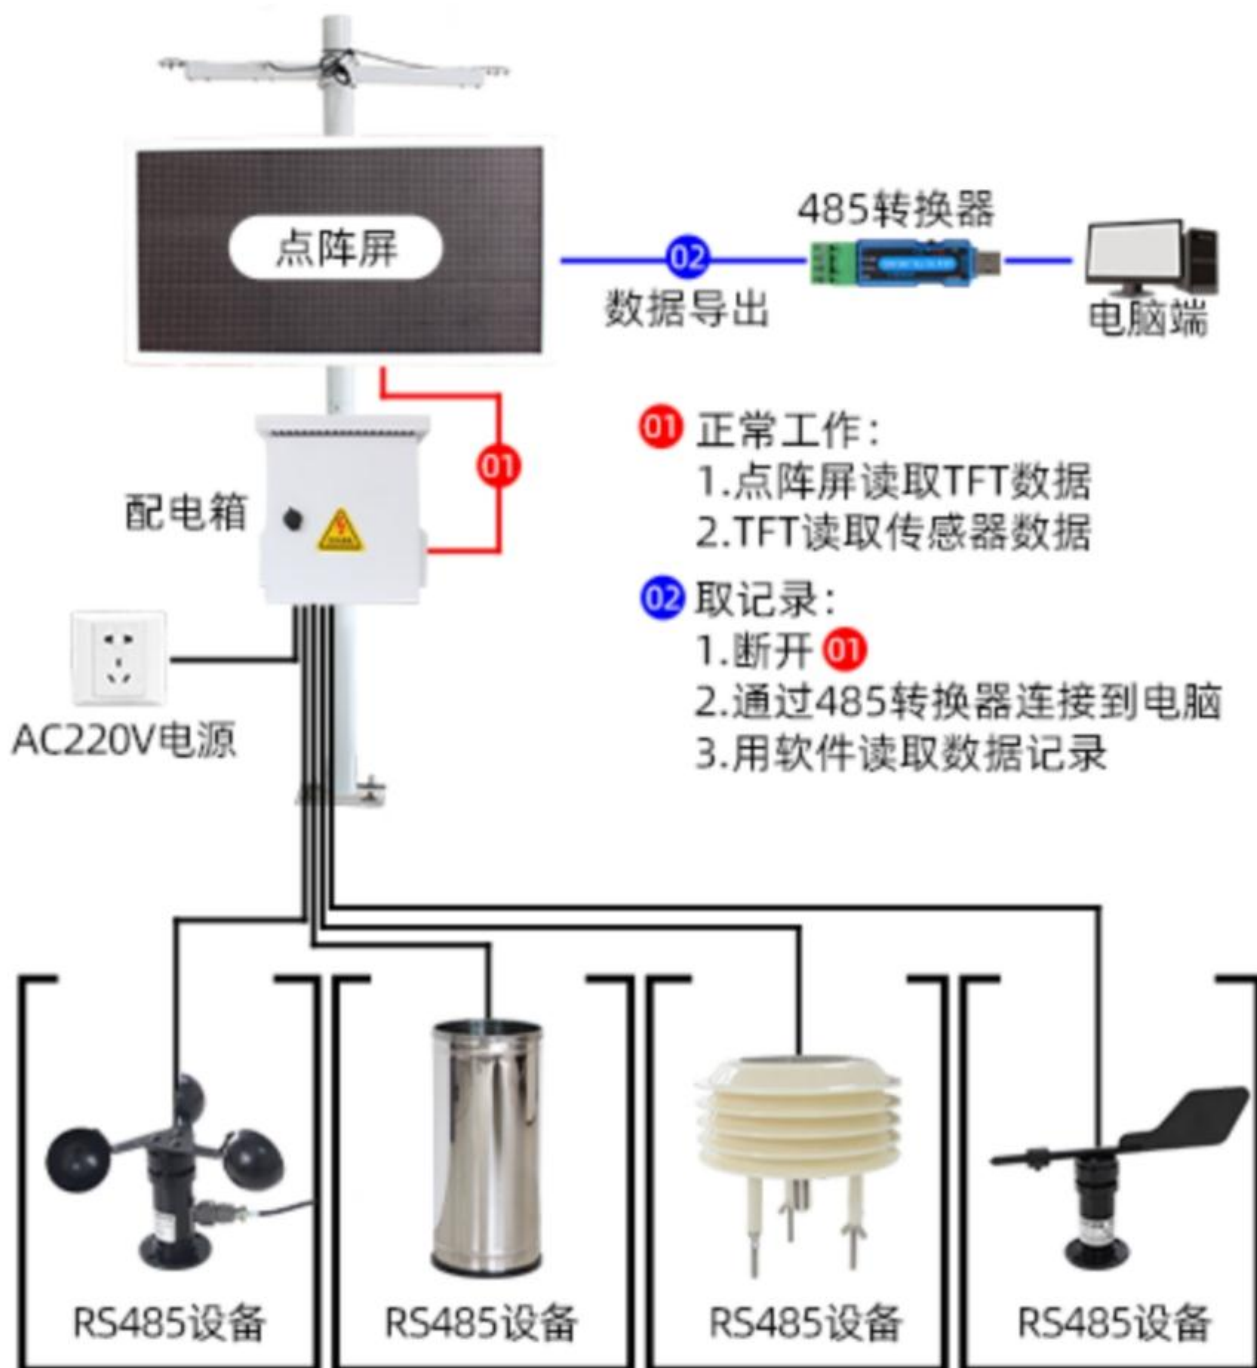 点阵屏
485转换器
02
数据导出
电脑端
01
配电箱
AC220V电源
01 正常工作：
1.点阵屏读取TFT数据
2.TFT读取传感器数据
02 取记录：
1.断开 01
2.通过485转换器连接到电脑
3.用软件读取数据记录
RS485设备
RS485设备
RS485设备
RS485设备